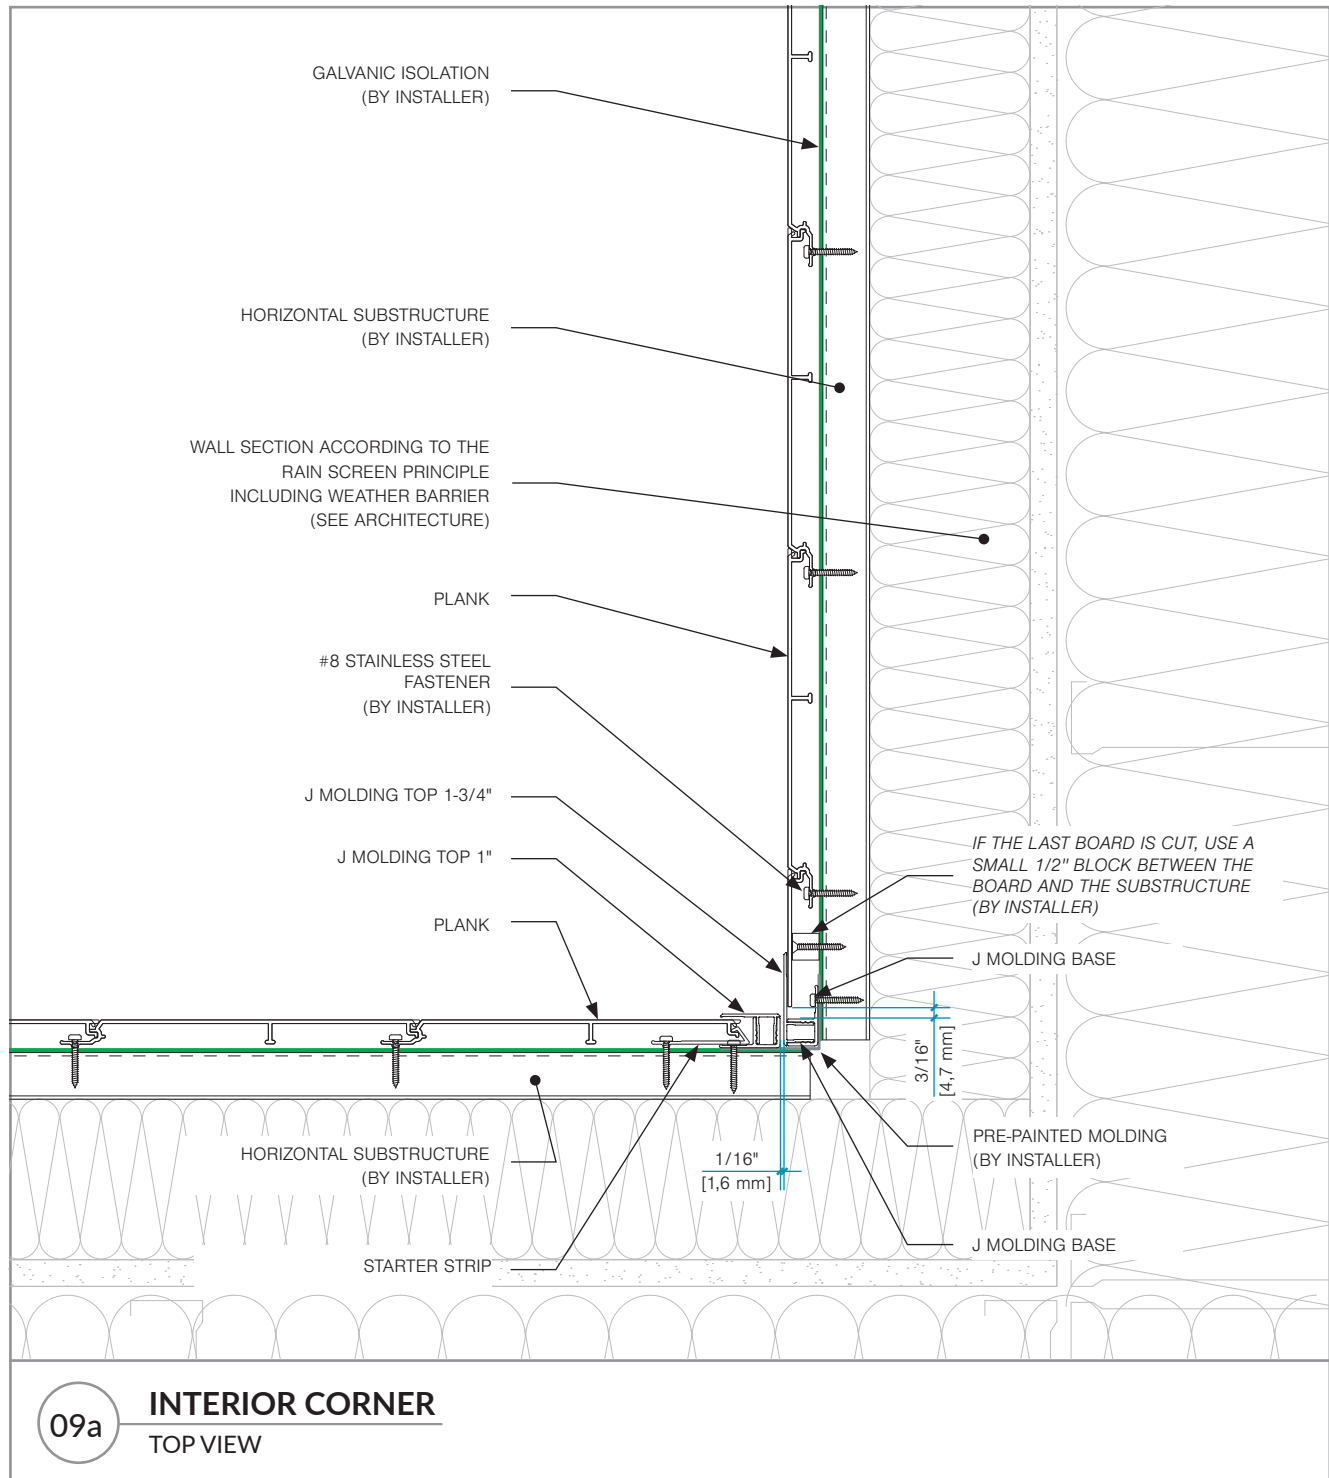 GALVANIC ISOLATION
(BY INSTALLER)
HORIZONTAL SUBSTRUCTURE
(BY INSTALLER)
WALL SECTION ACCORDING TO THE
RAIN SCREEN PRINCIPLE
INCLUDING WEATHER BARRIER
(SEE ARCHITECTURE)
PLANK
#8 STAINLESS STEEL
FASTENER
(BY INSTALLER)
J MOLDING TOP 1-3/4"
J MOLDING TOP 1"
PLANK
IF THE LAST BOARD IS CUT, USE A
SMALL 1/2" BLOCK BETWEEN THE
BOARD AND THE SUBSTRUCTURE
(BY INSTALLER)
J MOLDING BASE
3/16"
[4,7 mm]
HORIZONTAL SUBSTRUCTURE
(BY INSTALLER)
1/16"
[1,6 mm]
PRE-PAINTED MOLDING
(BY INSTALLER)
J MOLDING BASE
STARTER STRIP
09a
INTERIOR CORNER
TOP VIEW